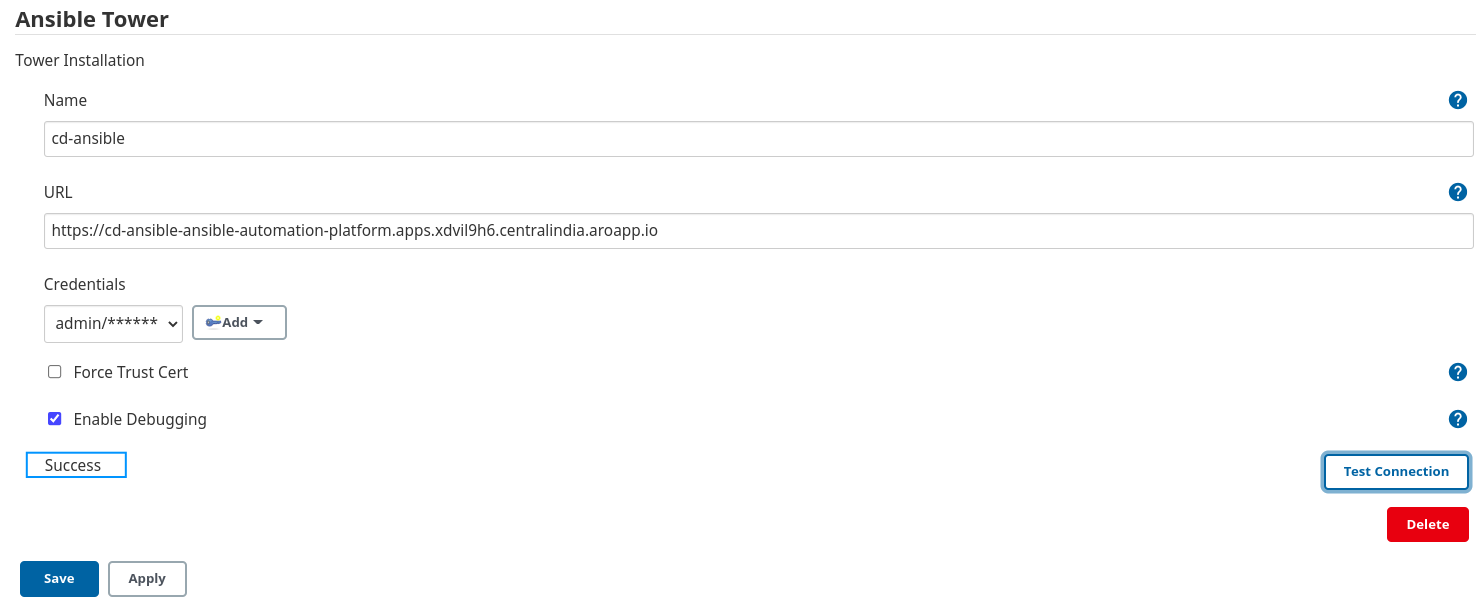 Ansible Tower
Tower Installation
Name
?
cd-ansible
URL
?
https://cd-ansible-ansible-automation-platform.apps.xdvil9h6.centralindia.aroapp.io
Credentials
admin/******
Add
Force Trust Cert
?
Enable Debugging
?
Success
Test Connection
Delete
Save Apply